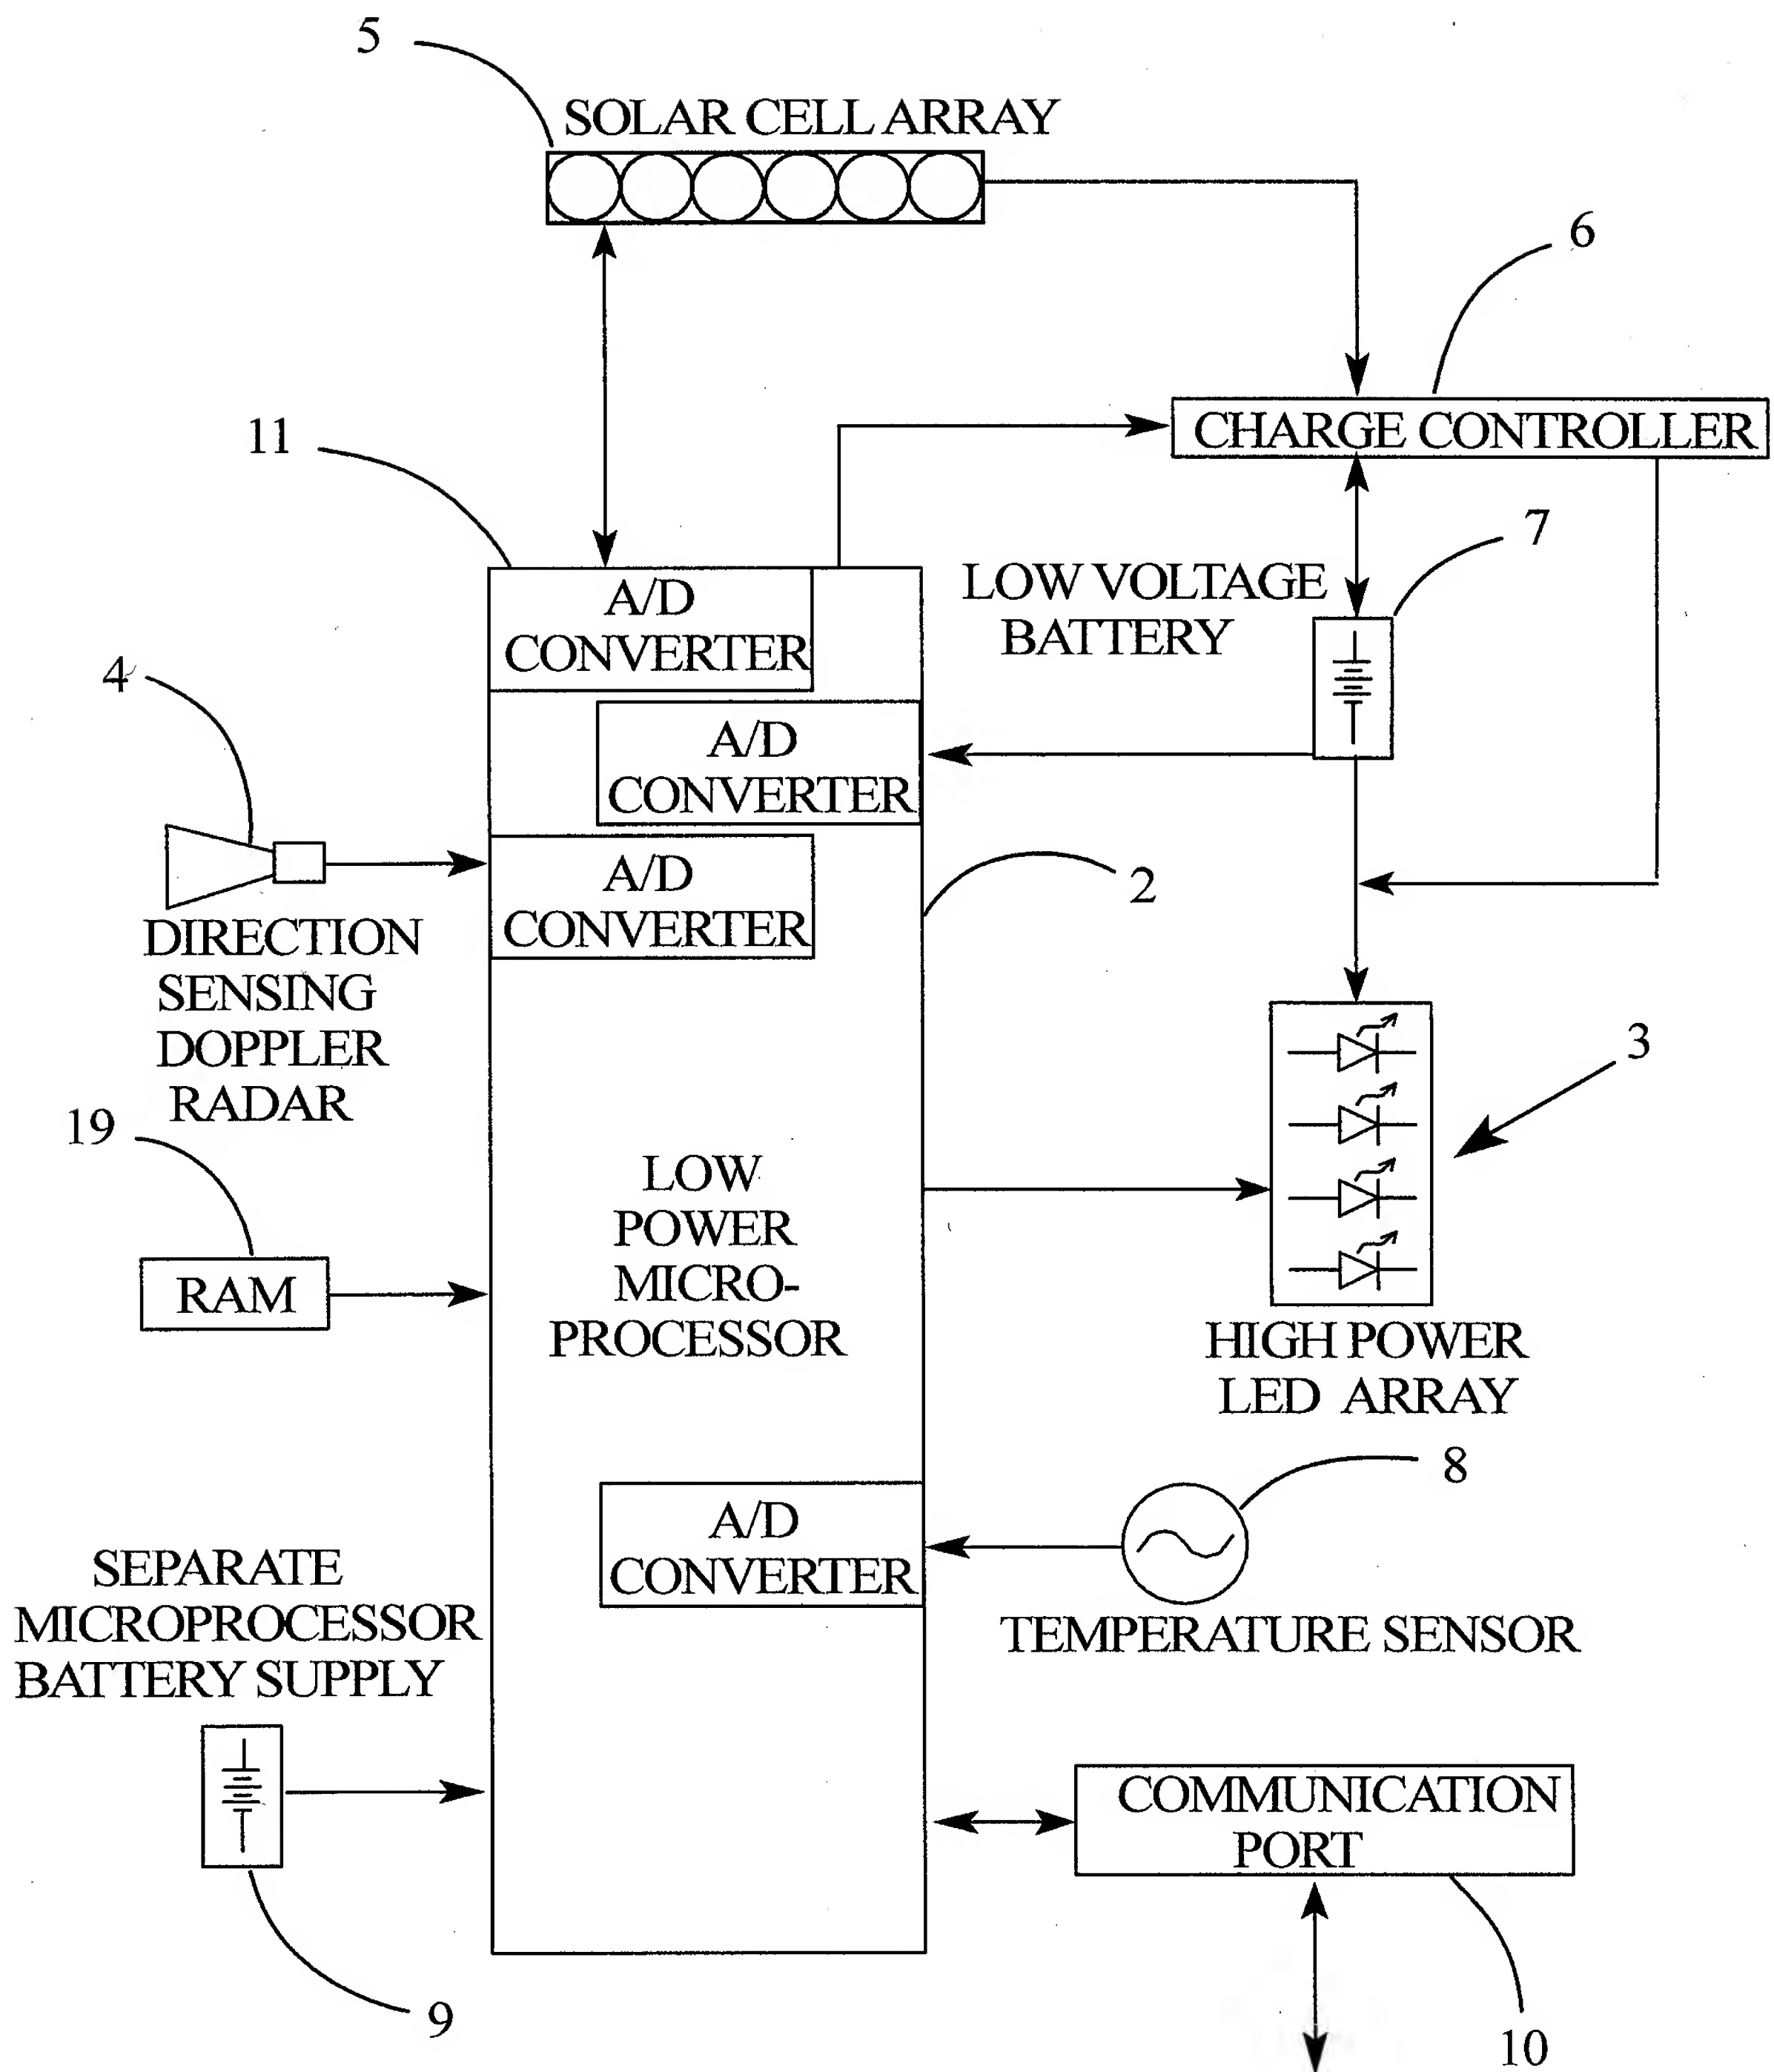 5
SOLAR CELL ARRAY
6
CHARGE CONTROLLER
11
7
LOW VOLTAGE
BATTERY
A/D
CONVERTER
4
A/D
CONVERTER
A/D
CONVERTER
2
DIRECTION
SENSING
DOPPLER
RADAR
3
19
LOW
POWER
MICRO-
PROCESSOR
RAM
HIGH POWER
LED ARRAY
8
A/D
CONVERTER
SEPARATE
MICROPROCESSOR
BATTERY SUPPLY
TEMPERATURE SENSOR
COMMUNICATION
PORT
9
10